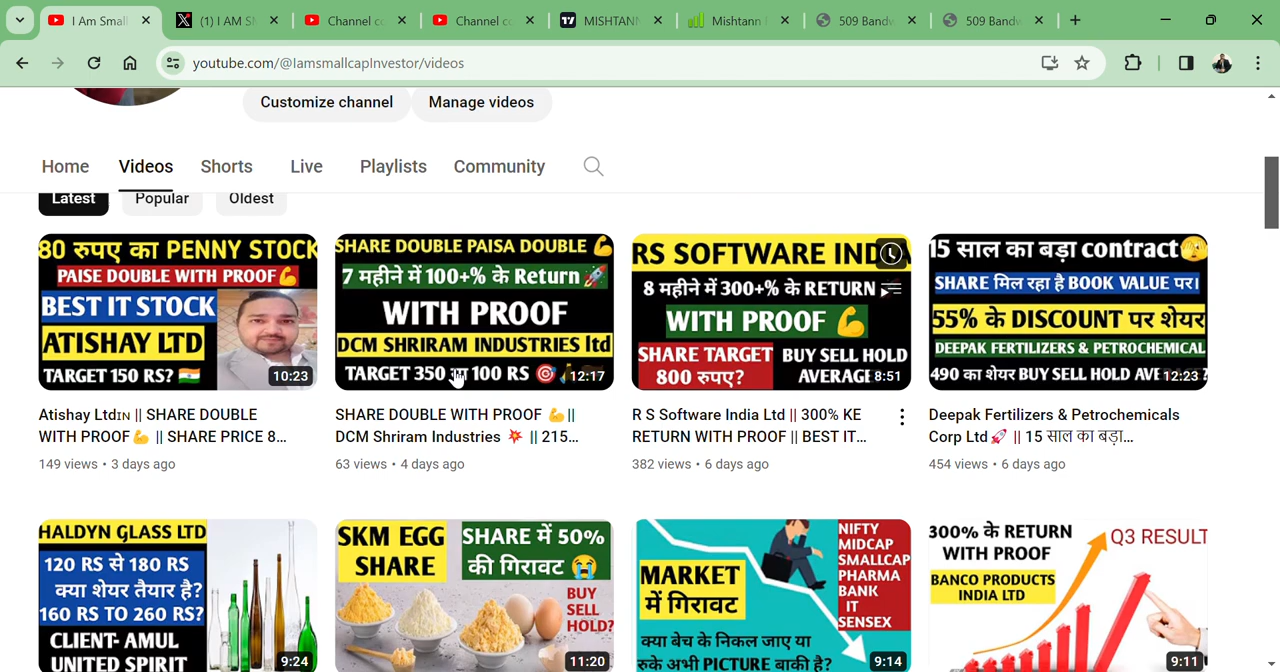 I Am Smal
(1) I AM S
Channel c
Channel c
MISHTANN
Mishtann
509 Bandw
509 Bandw
youtube.com/@IamsmallcapInvestor/videos
Customize channel
Manage videos
Home
Videos
Shorts
Live
Playlists
Community
Latest
Popular
Oldest
80 रुपए का PENNY STOCK
PAISE DOUBLE WITH PROOF💪
BEST IT STOCK
ATISHAY LTD
TARGET 150 RS? 🇮🇳
10:23
Atishay Ltdɪɴ || SHARE DOUBLE
WITH PROOF💪 || SHARE PRICE 8...
149 views • 3 days ago
SHARE DOUBLE PAISA DOUBLE 💪
7 महीने में 100+% के Return 🚀
WITH PROOF
DCM SHRIRAM INDUSTRIES ltd
TARGET 350 या 100 RS 🎯
12:17
SHARE DOUBLE WITH PROOF 💪||
DCM Shriram Industries 💥 || 215...
63 views • 4 days ago
RS SOFTWARE IND
8 महीने में 300+% के RETURN
WITH PROOF 💪
SHARE TARGET
800 रुपए?
BUY SELL HOLD
AVERAGE
8:51
R S Software India Ltd || 300% KE
RETURN WITH PROOF || BEST IT...
382 views • 6 days ago
15 साल का बड़ा contract🫣
SHARE मिल रहा है BOOK VALUE पर।
55% के DISCOUNT पर शेयर
DEEPAK FERTILIZERS & PETROCHEMICAL
490 का शेयर BUY SELL HOLD AVE
12:23
Deepak Fertilizers & Petrochemicals
Corp Ltd🚀 || 15 साल का बड़ा...
454 views • 6 days ago
HALDYN GLASS LTD
120 RS से 180 RS
क्या शेयर तैयार है?
160 RS TO 260 RS?
CLIENT- AMUL
UNITED SPIRIT
9:24
SKM EGG
SHARE
SHARE में 50%
की गिरावट 😭
BUY
SELL
HOLD?
11:20
MARKET
में गिरावट
NIFTY
MIDCAP
SMALLCAP
PHARMA
BANK
IT
SENSEX
क्या बेच के निकल जाए या
रुके अभी PICTURE बाकी है?
9:14
300% के RETURN
WITH PROOF
BANCO PRODUCTS
INDIA LTD
Q3 RESULT
9:11